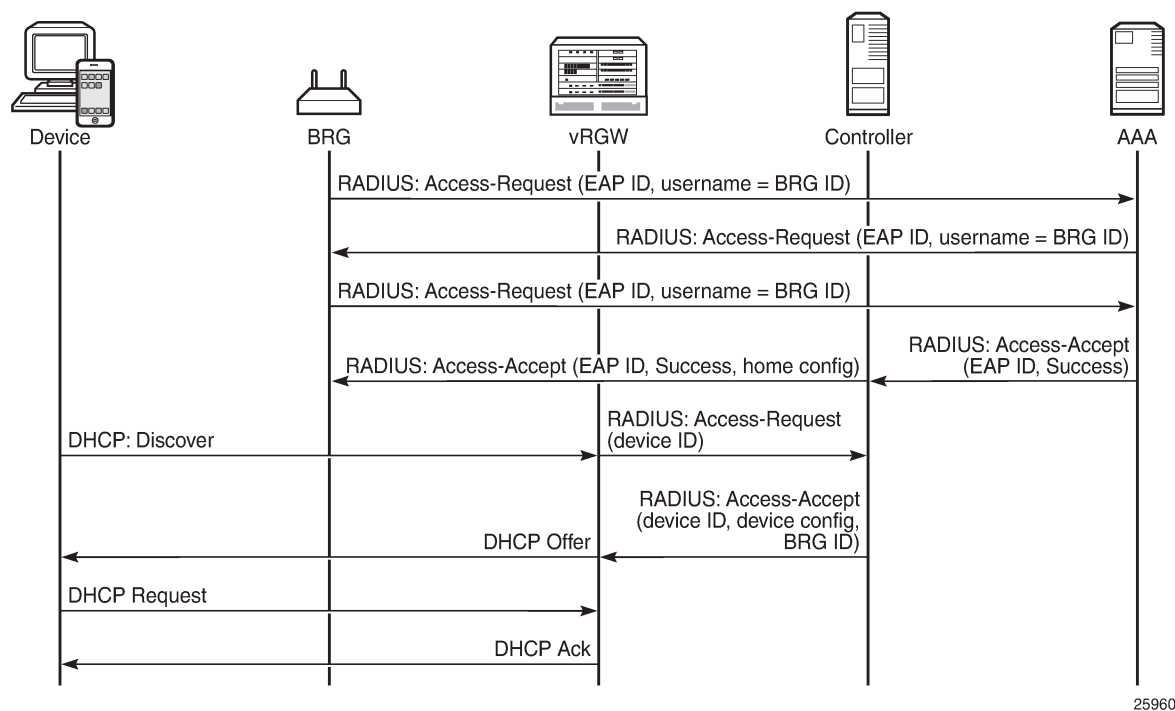 Device
BRG
vRGW
Controller
AAA
RADIUS: Access-Request (EAP ID, username = BRG ID)
RADIUS: Access-Request (EAP ID, username = BRG ID)
RADIUS: Access-Request (EAP ID, username = BRG ID)
RADIUS: Access-Accept
(EAP ID, Success)
RADIUS: Access-Accept (EAP ID, Success, home config)
DHCP: Discover
RADIUS: Access-Request
(device ID)
RADIUS: Access-Accept
(device ID, device config,
BRG ID)
DHCP Offer
DHCP Request
DHCP Ack
25960